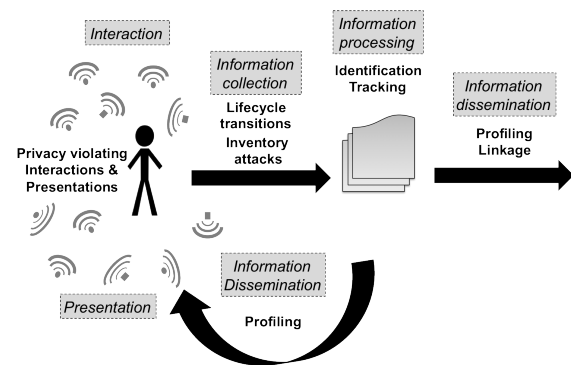 Interaction
Information
processing
Information
collection
Identification
Tracking
Information
dissemination
Lifecycle
transitions
Inventory
attacks
Profiling
Linkage
Privacy violating
Interactions &
Presentations
Information
Dissemination
Presentation
Profiling